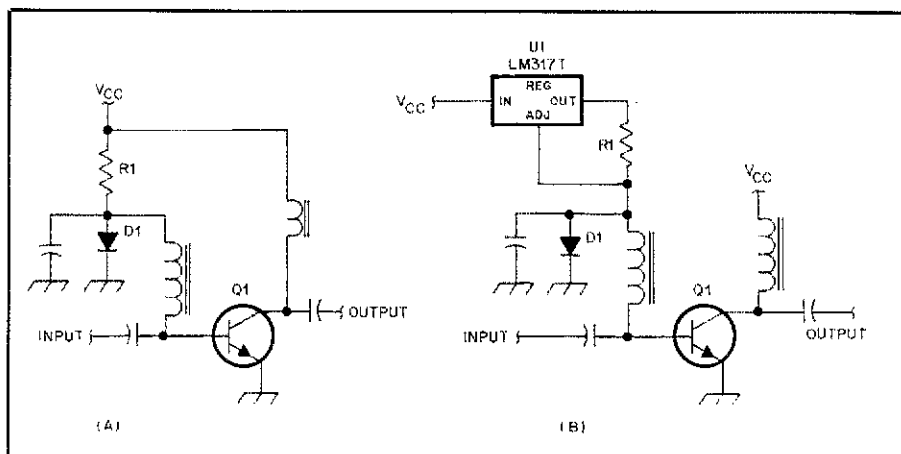 U1
LM317T
REG
IN
OUT
ADJ
VCC
VCC
R1
R1
VCC
D1
D1
Q1
Q1
INPUT
OUTPUT
INPUT
OUTPUT
(A)
(B)